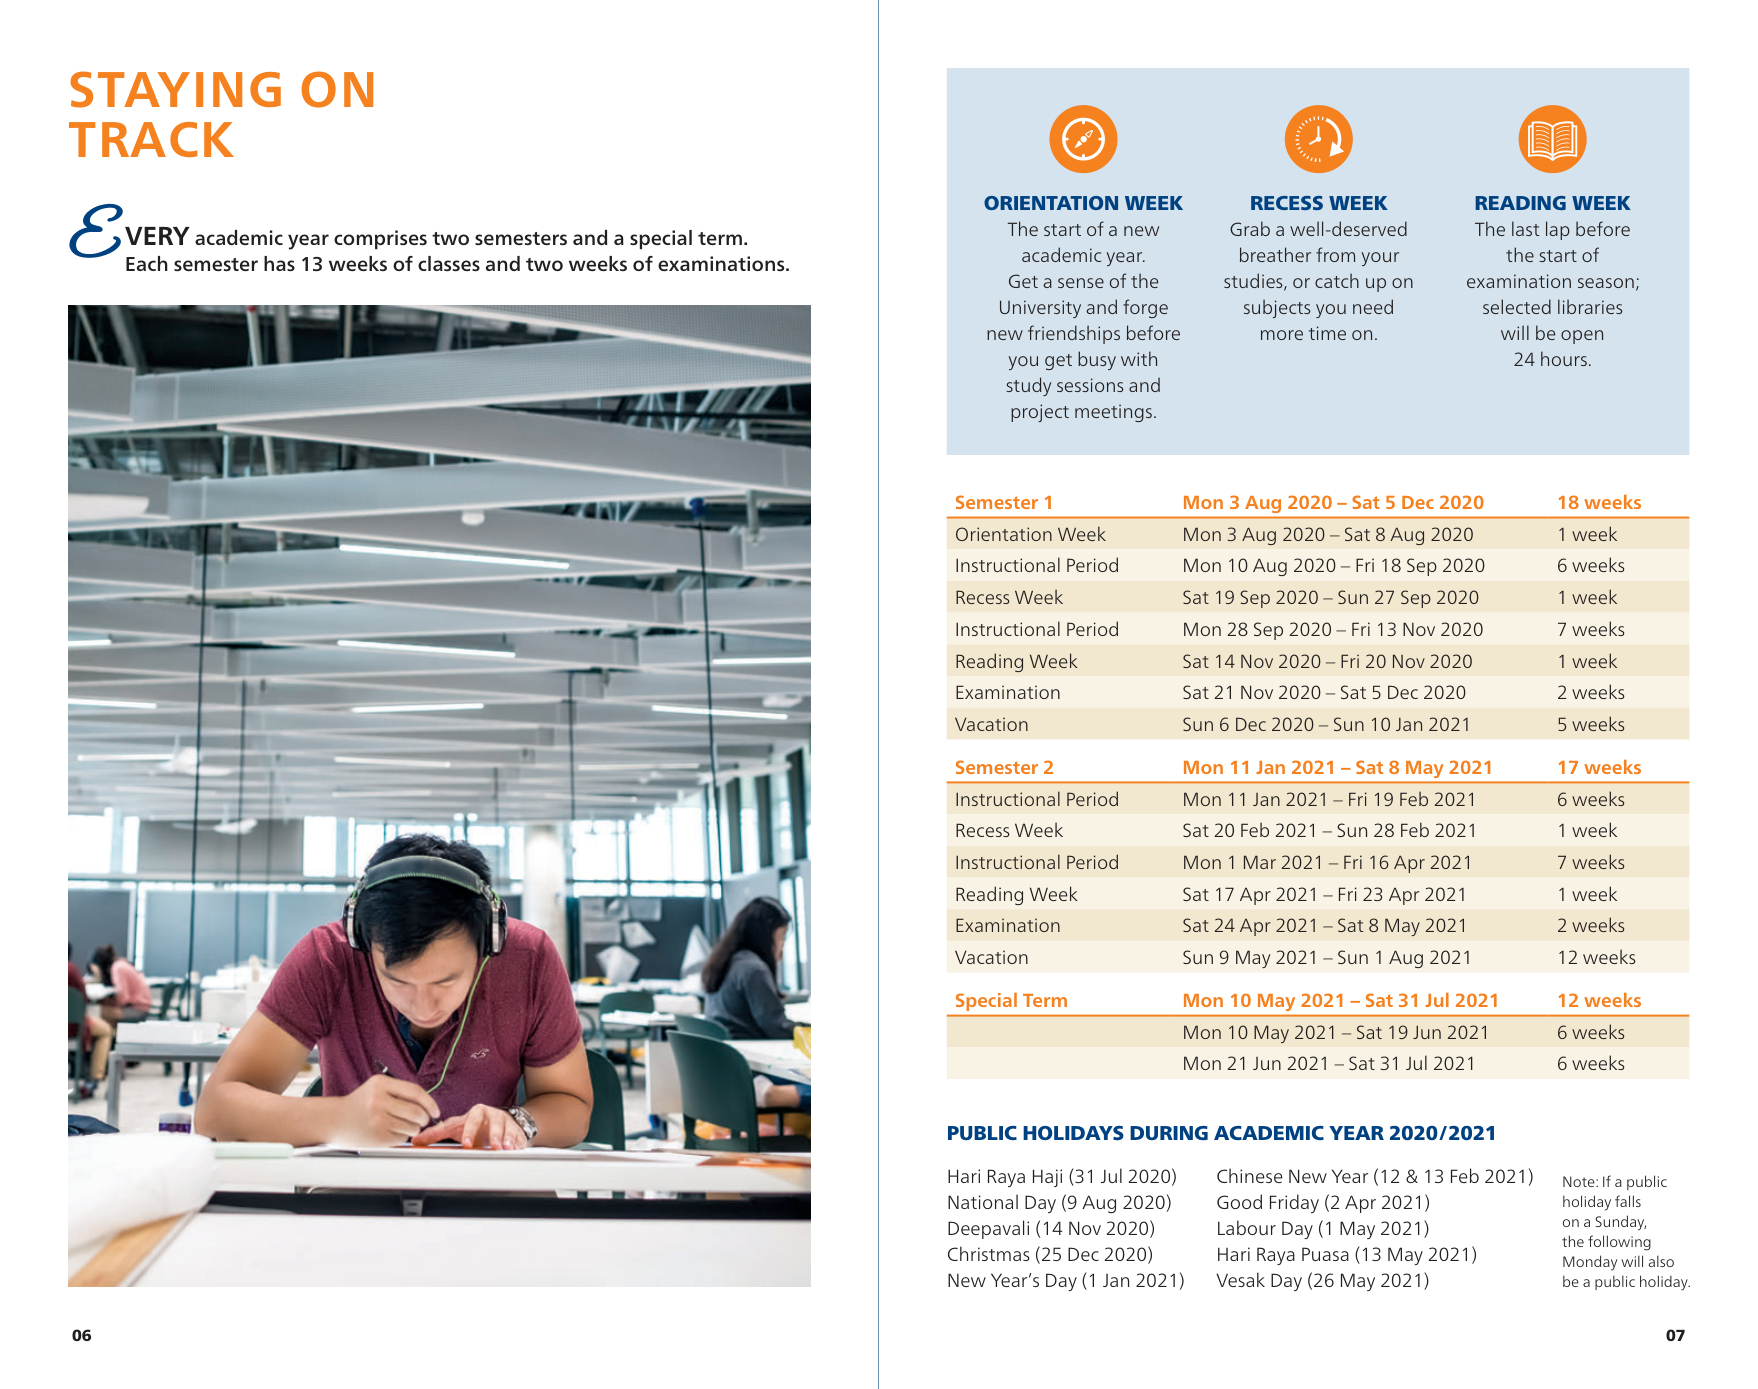 STAYING ON
TRACK
EVERY academic year comprises two semesters and a special term.
Each semester has 13 weeks of classes and two weeks of examinations.
06
ORIENTATION WEEK
The start of a new
academic year.
Get a sense of the
University and forge
new friendships before
you get busy with
study sessions and
project meetings.
RECESS WEEK
Grab a well-deserved
breather from your
studies, or catch up on
subjects you need
more time on.
READING WEEK
The last lap before
the start of
examination season;
selected libraries
will be open
24 hours.
Semester 1 Mon 3 Aug 2020 – Sat 5 Dec 2020 18 weeks
Orientation Week Mon 3 Aug 2020 – Sat 8 Aug 2020 1 week
Instructional Period Mon 10 Aug 2020 – Fri 18 Sep 2020 6 weeks
Recess Week Sat 19 Sep 2020 – Sun 27 Sep 2020 1 week
Instructional Period Mon 28 Sep 2020 – Fri 13 Nov 2020 7 weeks
Reading Week Sat 14 Nov 2020 – Fri 20 Nov 2020 1 week
Examination Sat 21 Nov 2020 – Sat 5 Dec 2020 2 weeks
Vacation Sun 6 Dec 2020 – Sun 10 Jan 2021 5 weeks
Semester 2 Mon 11 Jan 2021 – Sat 8 May 2021 17 weeks
Instructional Period Mon 11 Jan 2021 – Fri 19 Feb 2021 6 weeks
Recess Week Sat 20 Feb 2021 – Sun 28 Feb 2021 1 week
Instructional Period Mon 1 Mar 2021 – Fri 16 Apr 2021 7 weeks
Reading Week Sat 17 Apr 2021 – Fri 23 Apr 2021 1 week
Examination Sat 24 Apr 2021 – Sat 8 May 2021 2 weeks
Vacation Sun 9 May 2021 – Sun 1 Aug 2021 12 weeks
Special Term Mon 10 May 2021 – Sat 31 Jul 2021 12 weeks
Mon 10 May 2021 – Sat 19 Jun 2021 6 weeks
Mon 21 Jun 2021 – Sat 31 Jul 2021 6 weeks
PUBLIC HOLIDAYS DURING ACADEMIC YEAR 2020/2021
Hari Raya Haji (31 Jul 2020)
National Day (9 Aug 2020)
Deepavali (14 Nov 2020)
Christmas (25 Dec 2020)
New Year’s Day (1 Jan 2021)
Chinese New Year (12 & 13 Feb 2021)
Good Friday (2 Apr 2021)
Labour Day (1 May 2021)
Hari Raya Puasa (13 May 2021)
Vesak Day (26 May 2021)
Note: If a public
holiday falls
on a Sunday,
the following
Monday will also
be a public holiday.
07